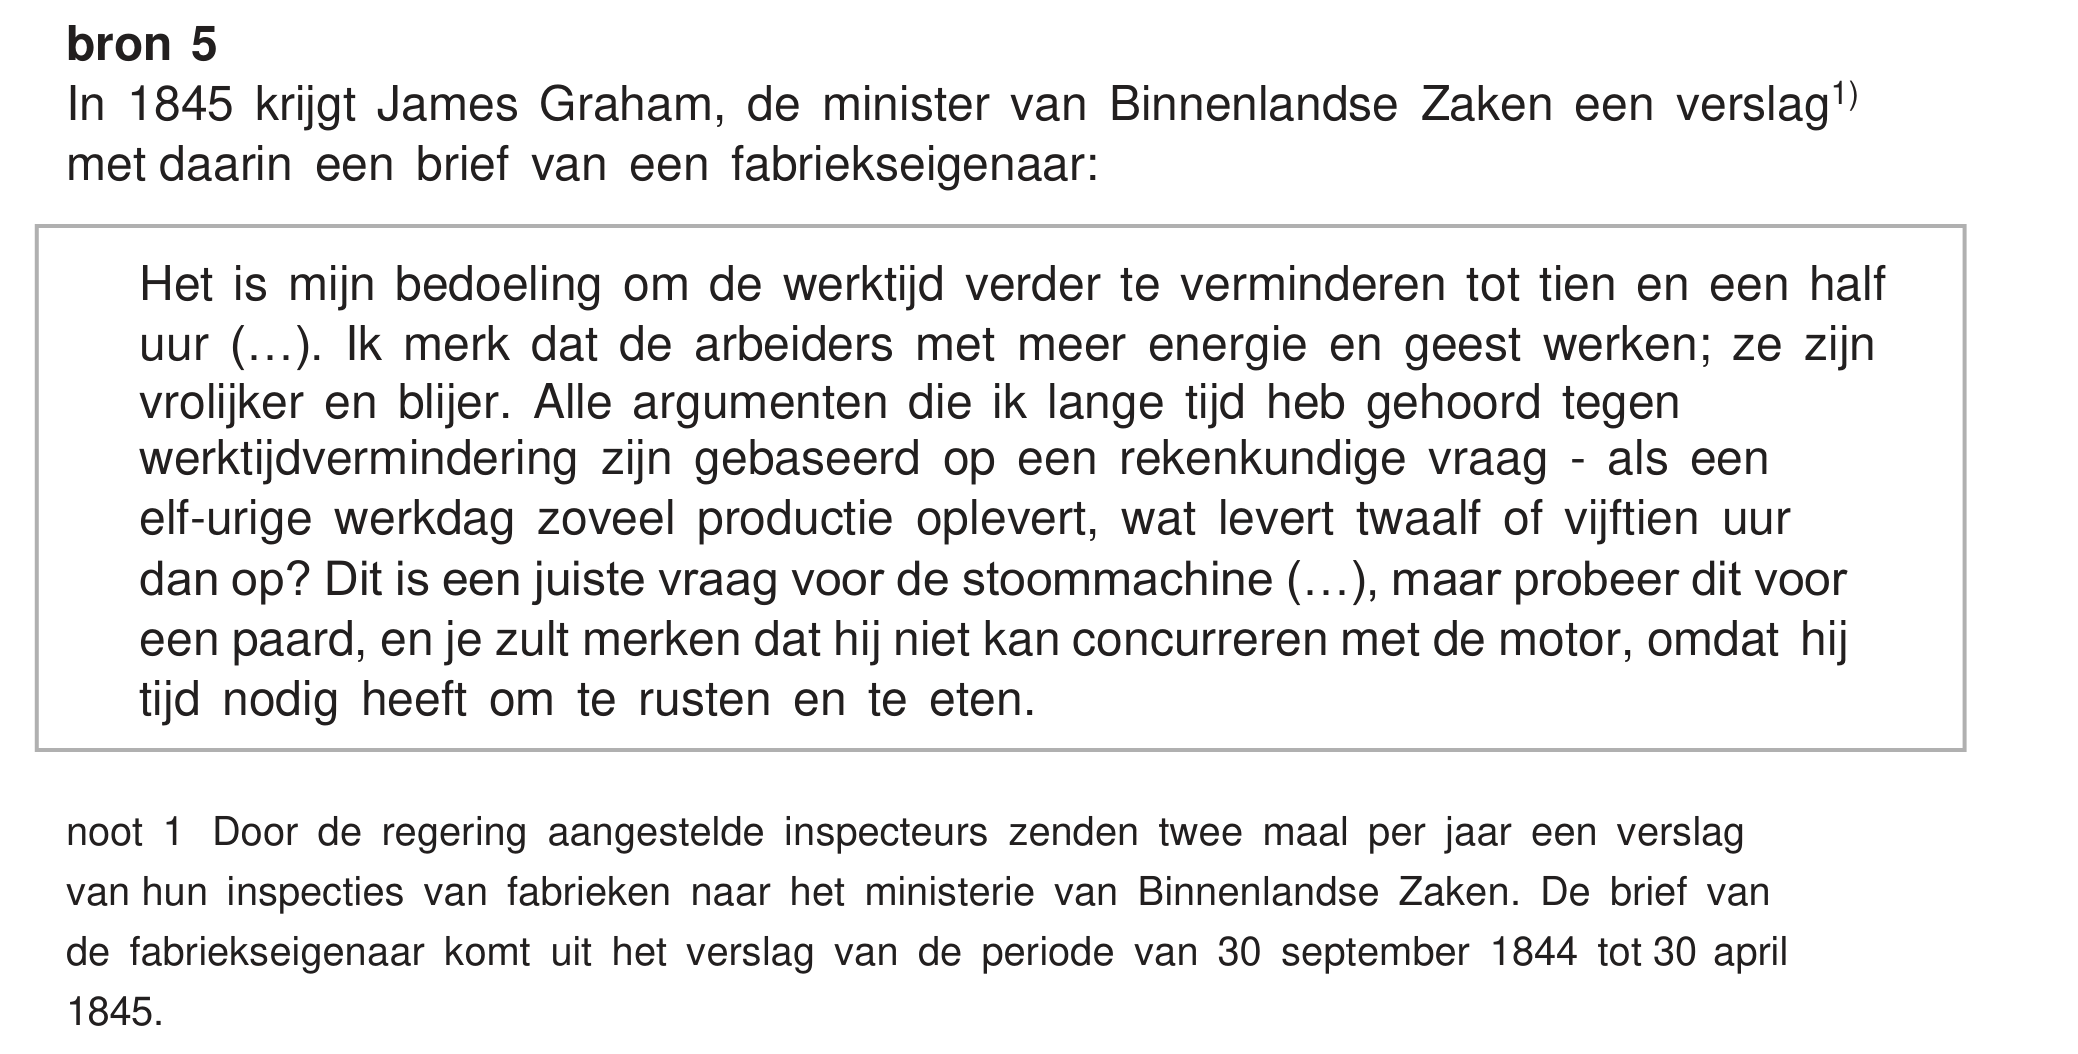 bron 5
In 1845 krijgt James Graham, de minister van Binnenlandse Zaken een verslag1)
met daarin een brief van een fabriekseigenaar:
Het is mijn bedoeling om de werktijd verder te verminderen tot tien en een half
uur (…). Ik merk dat de arbeiders met meer energie en geest werken; ze zijn
vrolijker en blijer. Alle argumenten die ik lange tijd heb gehoord tegen
werktijdvermindering zijn gebaseerd op een rekenkundige vraag - als een
elf-urige werkdag zoveel productie oplevert, wat levert twaalf of vijftien uur
dan op? Dit is een juiste vraag voor de stoommachine (…), maar probeer dit voor
een paard, en je zult merken dat hij niet kan concurreren met de motor, omdat hij
tijd nodig heeft om te rusten en te eten.
noot 1 Door de regering aangestelde inspecteurs zenden twee maal per jaar een verslag
van hun inspecties van fabrieken naar het ministerie van Binnenlandse Zaken. De brief van
de fabriekseigenaar komt uit het verslag van de periode van 30 september 1844 tot 30 april
1845.